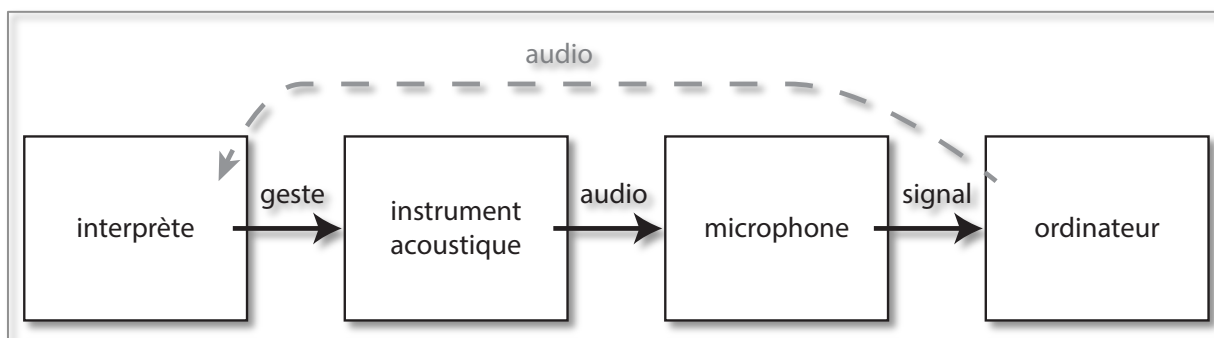 audio
geste
audio
signal
interprète
instrument
acoustique
microphone
ordinateur